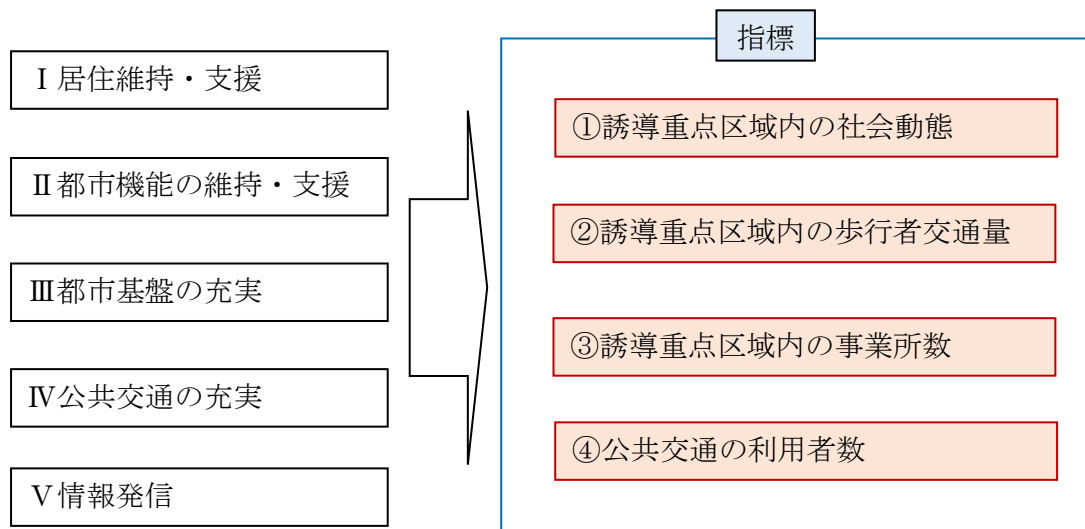 Ⅰ居住維持・支援
Ⅱ都市機能の維持・支援
Ⅲ都市基盤の充実
Ⅳ公共交通の充実
Ⅴ情報発信
指標
①誘導重点区域内の社会動態
②誘導重点区域内の歩行者交通量
③誘導重点区域内の事業所数
④公共交通の利用者数